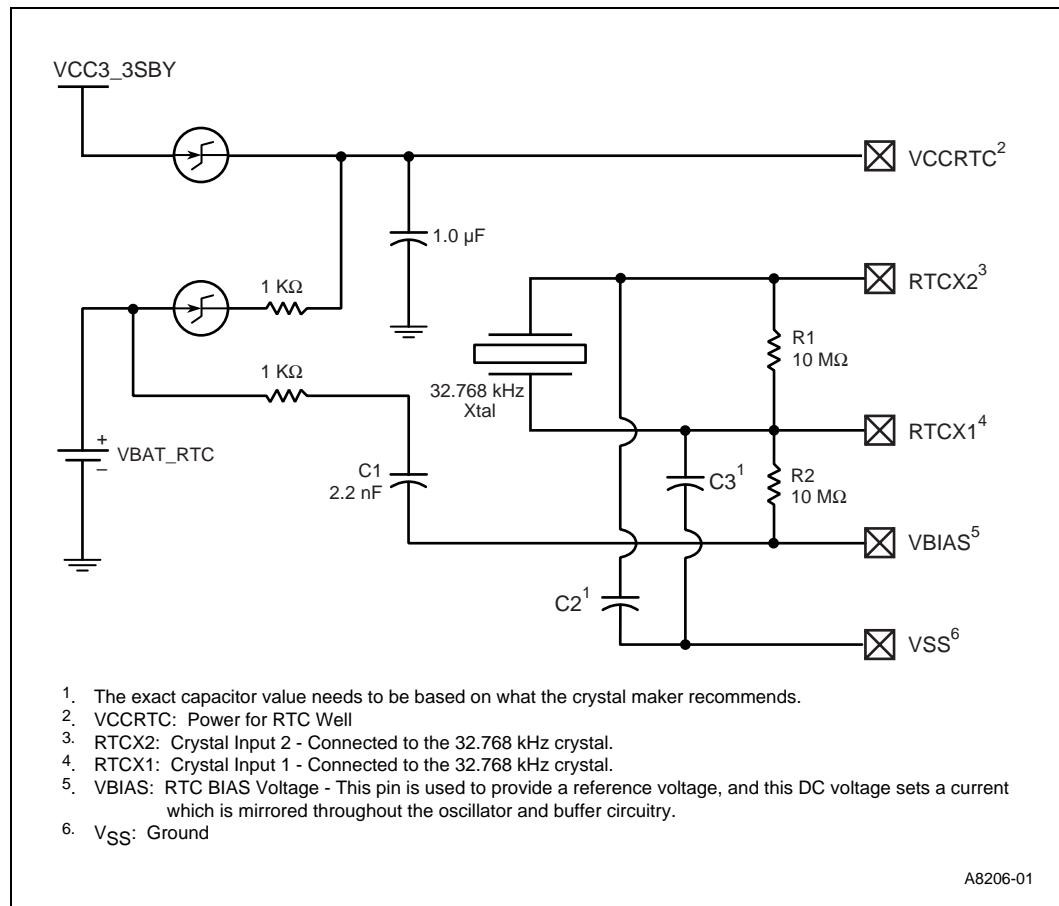 VCC3_3SBY
VCCRTC²
1.0 µF
1 KΩ
RTCX2³
R1
10 MΩ
1 KΩ
32.768 kHz
Xtal
RTCX1⁴
+
VBAT_RTC
–
C1
2.2 nF
C3¹
R2
10 MΩ
VBIAS⁵
C2¹
VSS⁶
1. The exact capacitor value needs to be based on what the crystal maker recommends.
2. VCCRTC: Power for RTC Well
3. RTCX2: Crystal Input 2 - Connected to the 32.768 kHz crystal.
4. RTCX1: Crystal Input 1 - Connected to the 32.768 kHz crystal.
5. VBIAS: RTC BIAS Voltage - This pin is used to provide a reference voltage, and this DC voltage sets a current
which is mirrored throughout the oscillator and buffer circuitry.
6. VSS: Ground
A8206-01